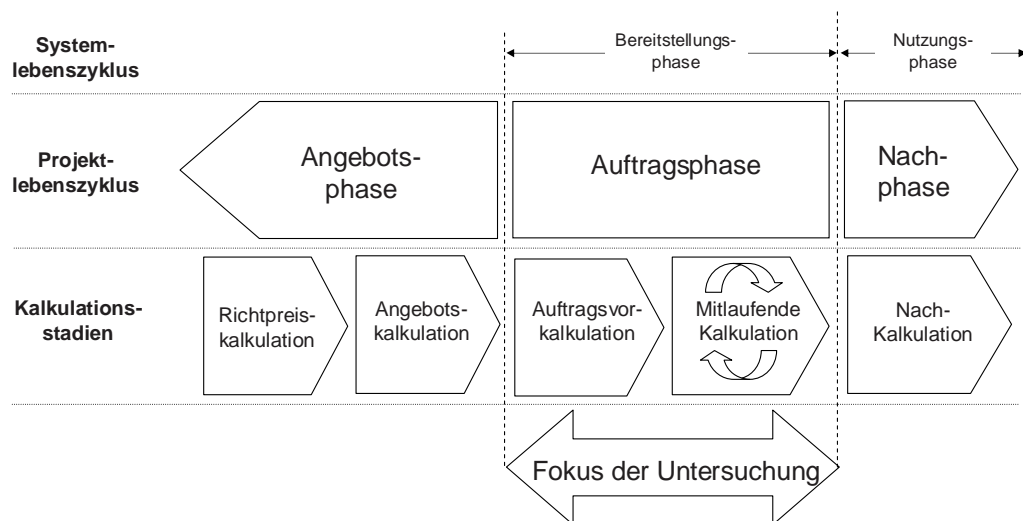 System-
lebenszyklus
Bereitstellungs-
phase
Nutzungs-
phase
Projekt-
lebenszyklus
Angebots-
phase
Auftragsphase
Nach-
phase
Kalkulations-
stadien
Richtpreis-
kalkulation
Angebots-
kalkulation
Auftragsvor-
kalkulation
Mitlaufende
Kalkulation
Nach-
Kalkulation
Fokus der Untersuchung